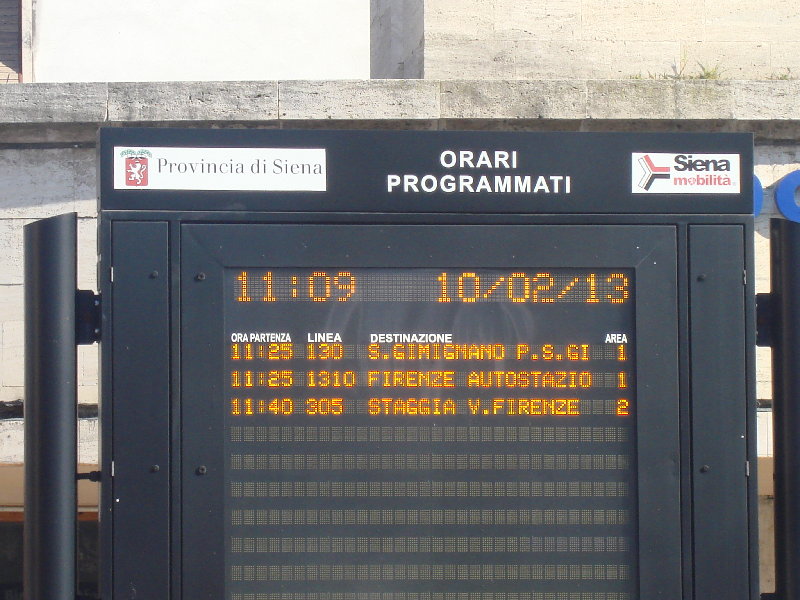 Provincia di Siena
ORARI
PROGRAMMATI
Siena
mobilità
11:09 10/02/13
ORA PARTENZA LINEA DESTINAZIONE AREA
11:25 130 S.GIMIGMANO P.S.GI 1
11:25 1310 FIRENZE AUTOSTAZIO 1
11:40 305 STAGGIA V.FIRENZE 2